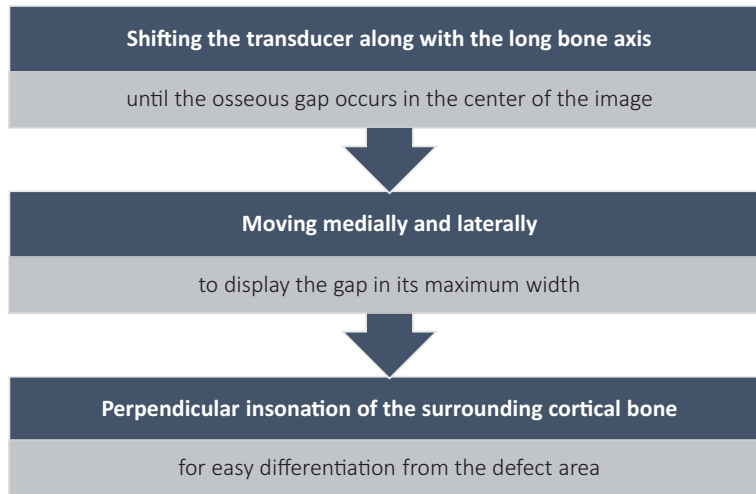 Shifting the transducer along with the long bone axis
until the osseous gap occurs in the center of the image
Moving medially and laterally
to display the gap in its maximum width
Perpendicular insonation of the surrounding cortical bone
for easy differentiation from the defect area